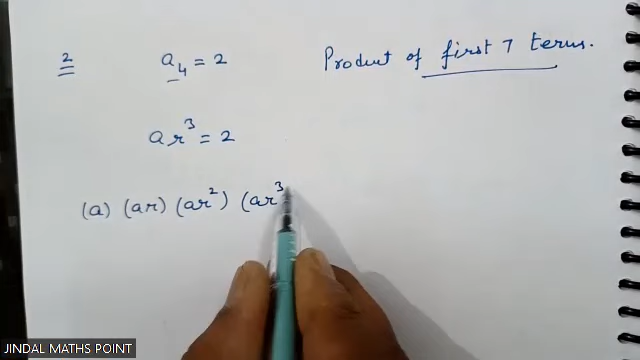 2 a₄ = 2 Product of first 7 terms.
ar³ = 2
(a) (ar) (ar²) (ar³
JINDAL MATHS POINT